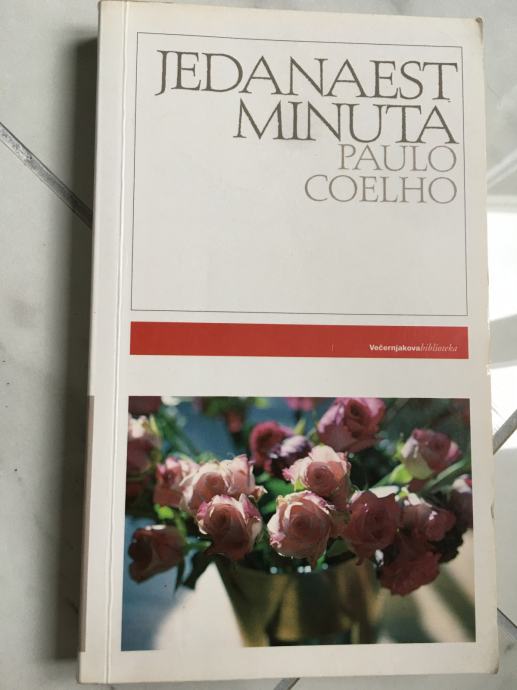 JEDANAEST
MINUTA
PAULO
COELHO
Večernjakovabiblioteka